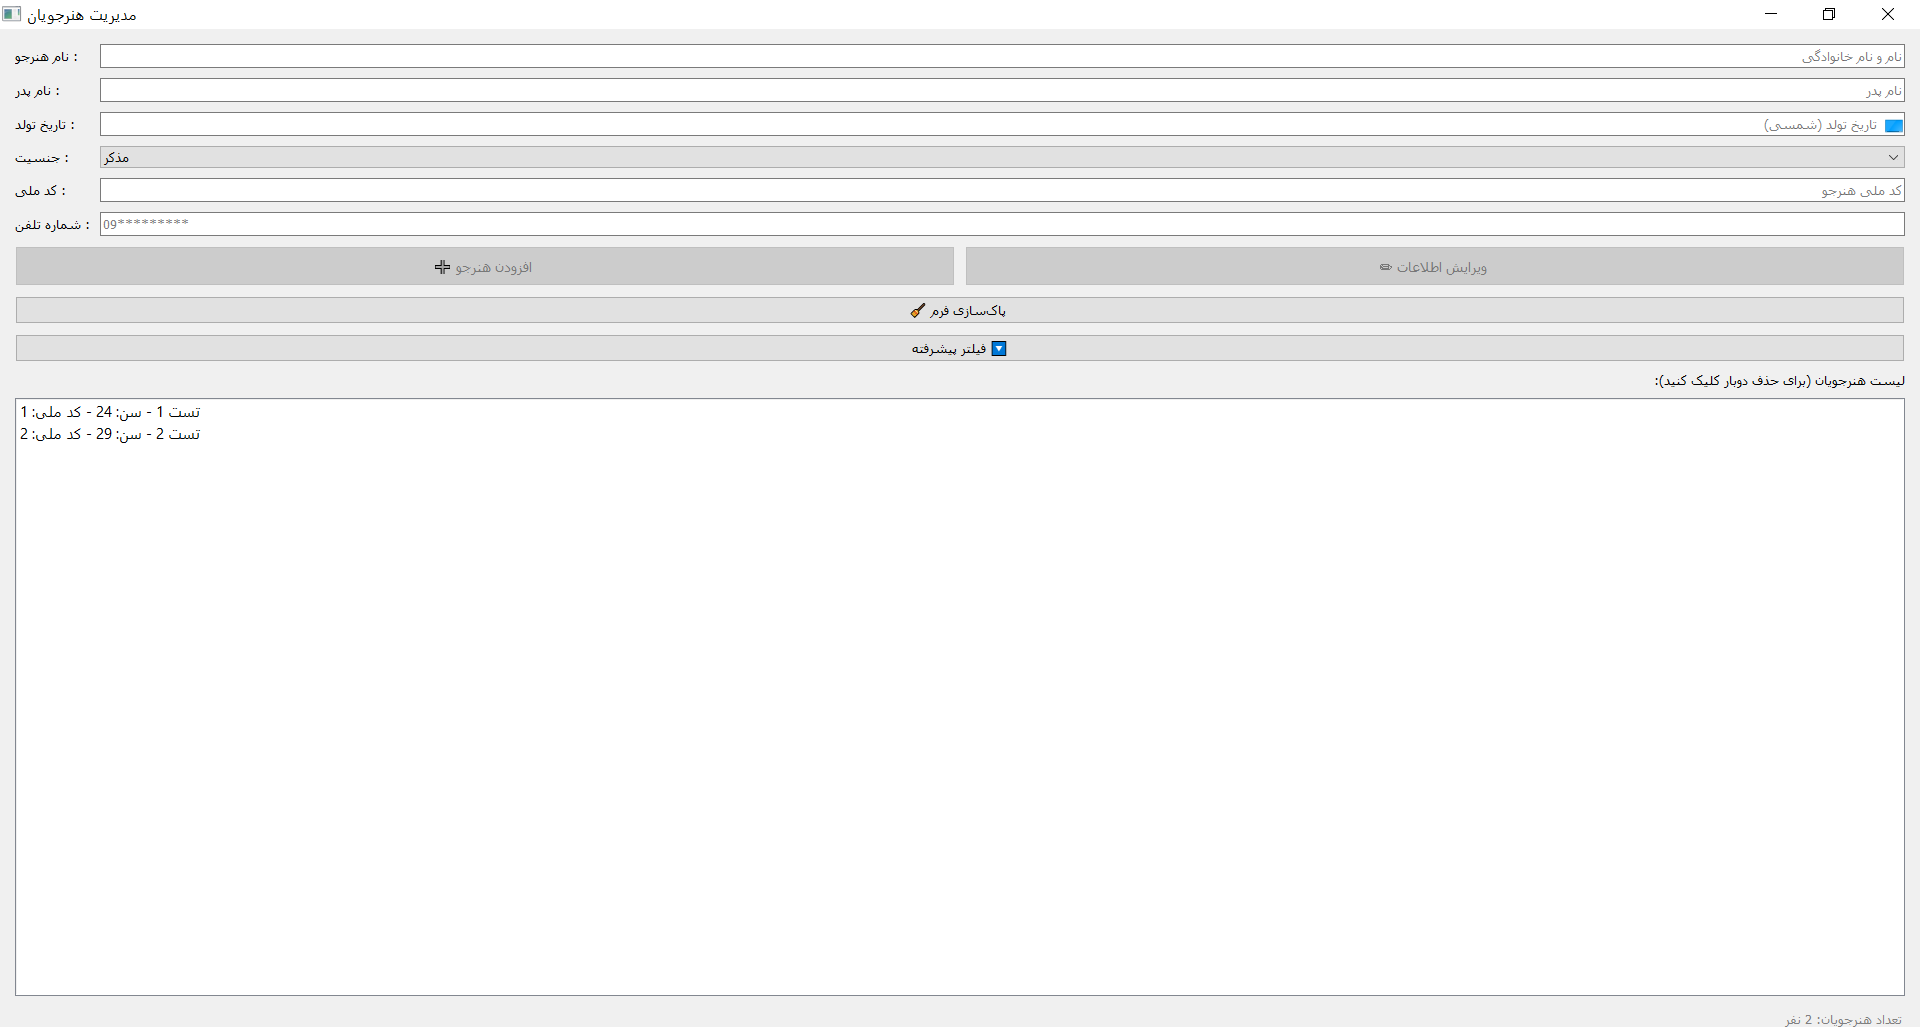 مدیریت هنرجویان
نام هنرجو :
نام و نام خانوادگی
نام پدر :
نام پدر
تاریخ تولد :
تاریخ تولد (شمسی)
جنسیت :
مذکر
کد ملی :
کد ملی هنرجو
شماره تلفن :
09*********
افزودن هنرجو
ویرایش اطلاعات
پاک‌سازی فرم
فیلتر پیشرفته
لیست هنرجویان (برای حذف دوبار کلیک کنید):
تست 1 - سن: 24 - کد ملی: 1
تست 2 - سن: 29 - کد ملی: 2
تعداد هنرجویان: 2 نفر